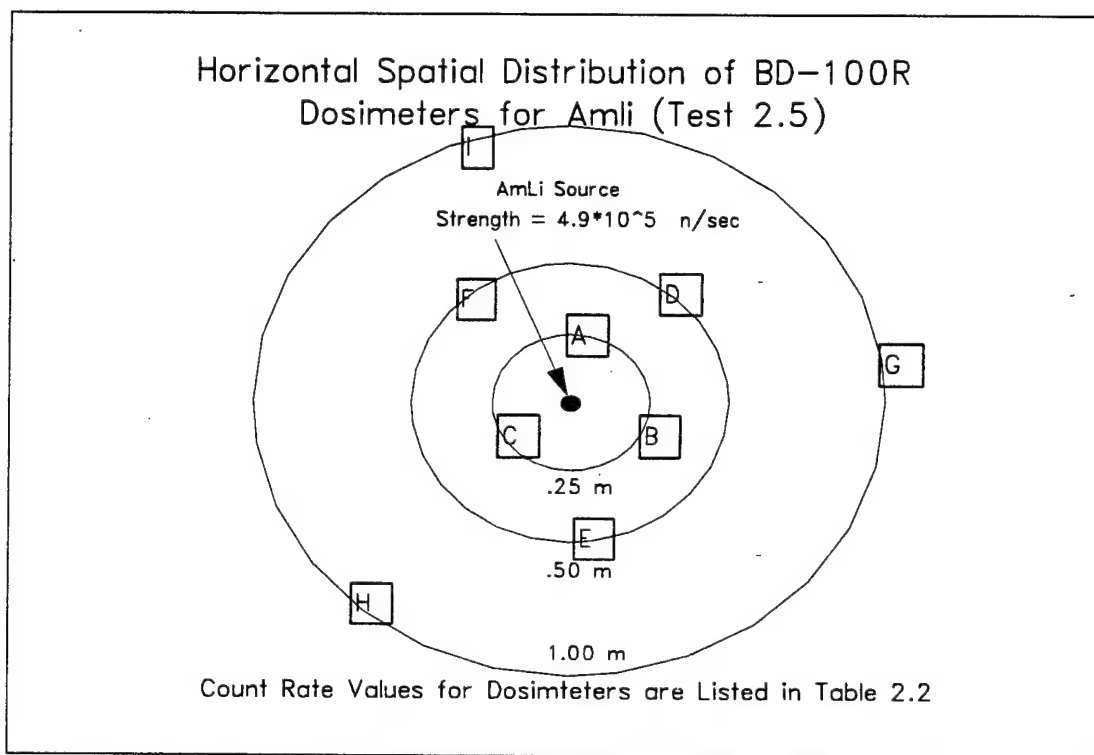 Horizontal Spatial Distribution of BD-100R
Dosimeters for Amli (Test 2.5)
I
AmLi Source
Strength = 4.9*10^5 n/sec
F
D
A
G
C
B
.25 m
E
.50 m
H
1.00 m
Count Rate Values for Dosimteters are Listed in Table 2.2